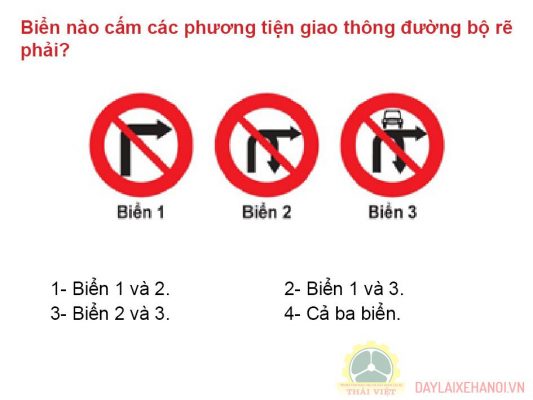 Biển nào cấm các phương tiện giao thông đường bộ rẽ
phải?
Biển 1
Biển 2
Biển 3
1- Biển 1 và 2.
2- Biển 1 và 3.
3- Biển 2 và 3.
4- Cả ba biển.
THÁI VIỆT
DAYLAIXEHANOI.VN